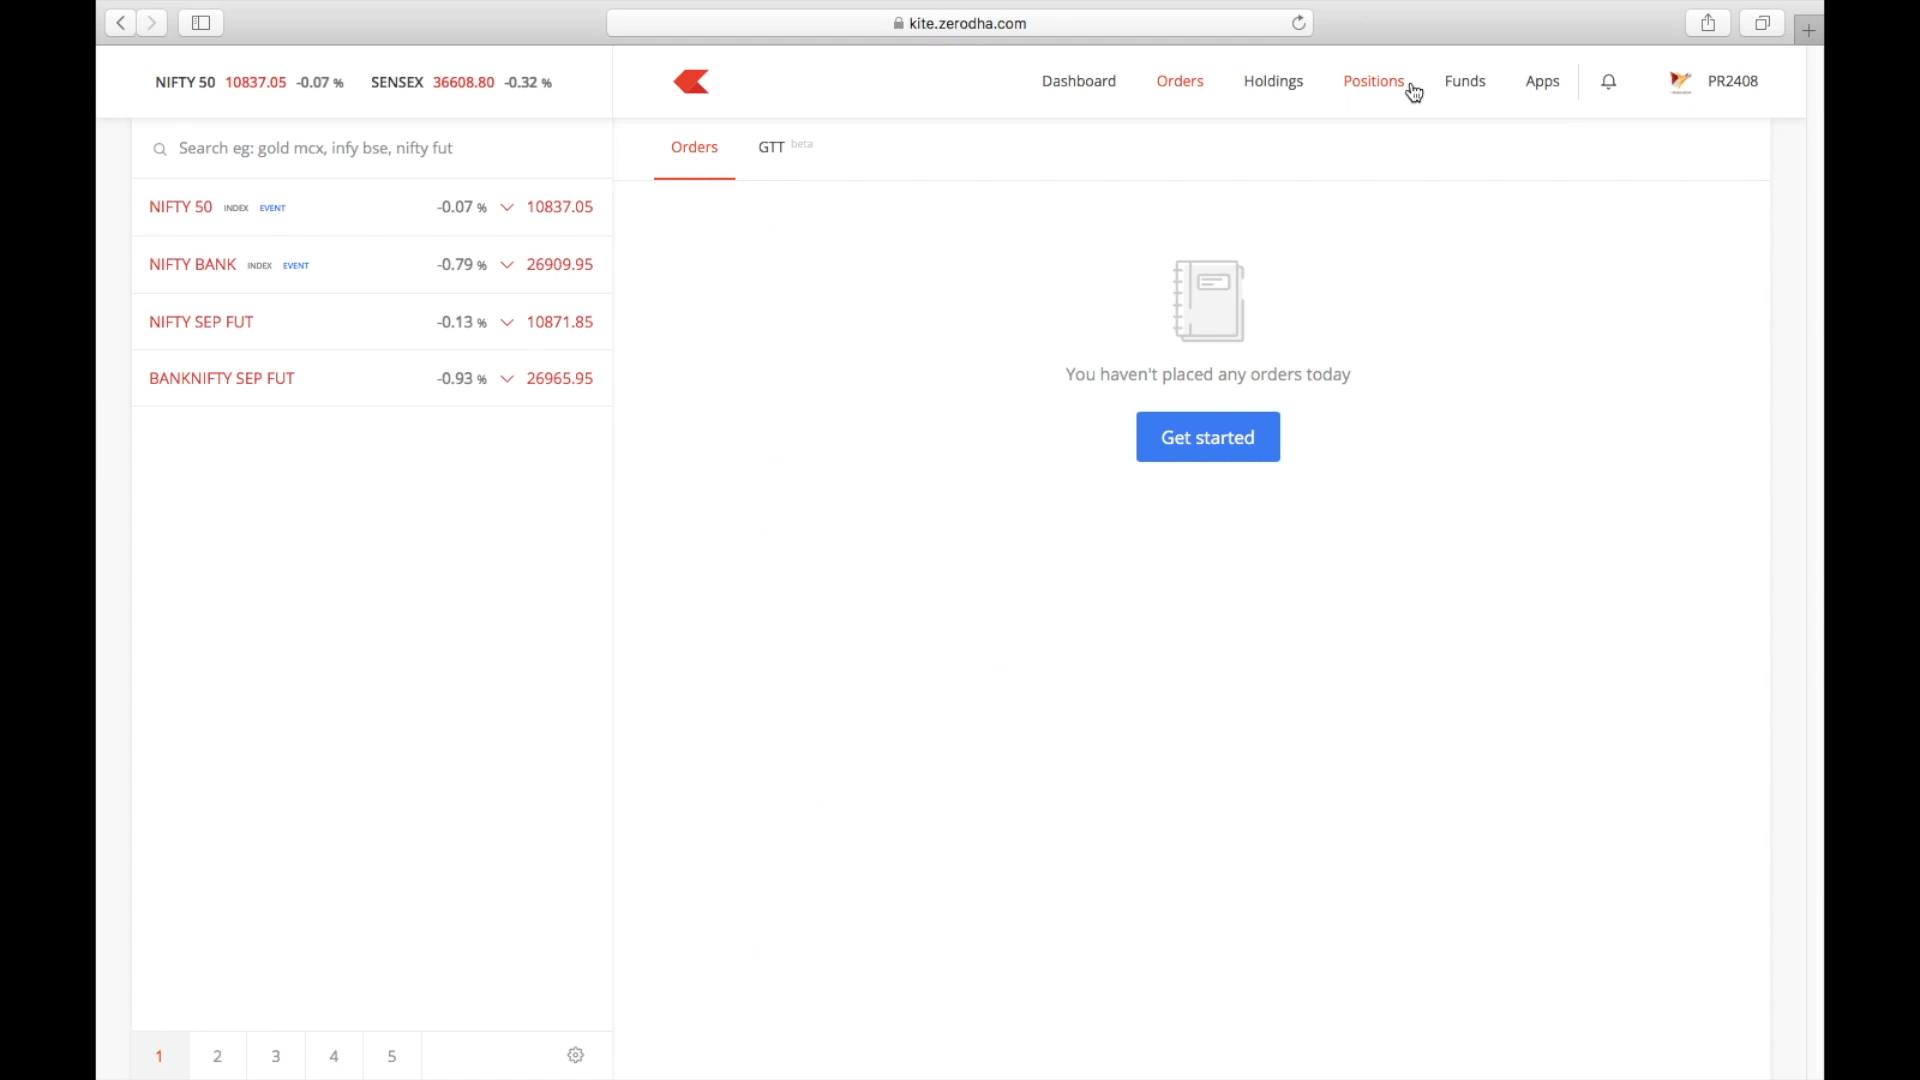 kite.zerodha.com
NIFTY 50 10837.05 -0.07 % SENSEX 36608.80 -0.32 %
Dashboard Orders Holdings Positions Funds Apps PR2408
Search eg: gold mcx, infy bse, nifty fut
Orders GTT beta
NIFTY 50 INDEX EVENT -0.07 % 10837.05
NIFTY BANK INDEX EVENT -0.79 % 26909.95
NIFTY SEP FUT -0.13 % 10871.85
BANKNIFTY SEP FUT -0.93 % 26965.95
You haven't placed any orders today
Get started
1 2 3 4 5